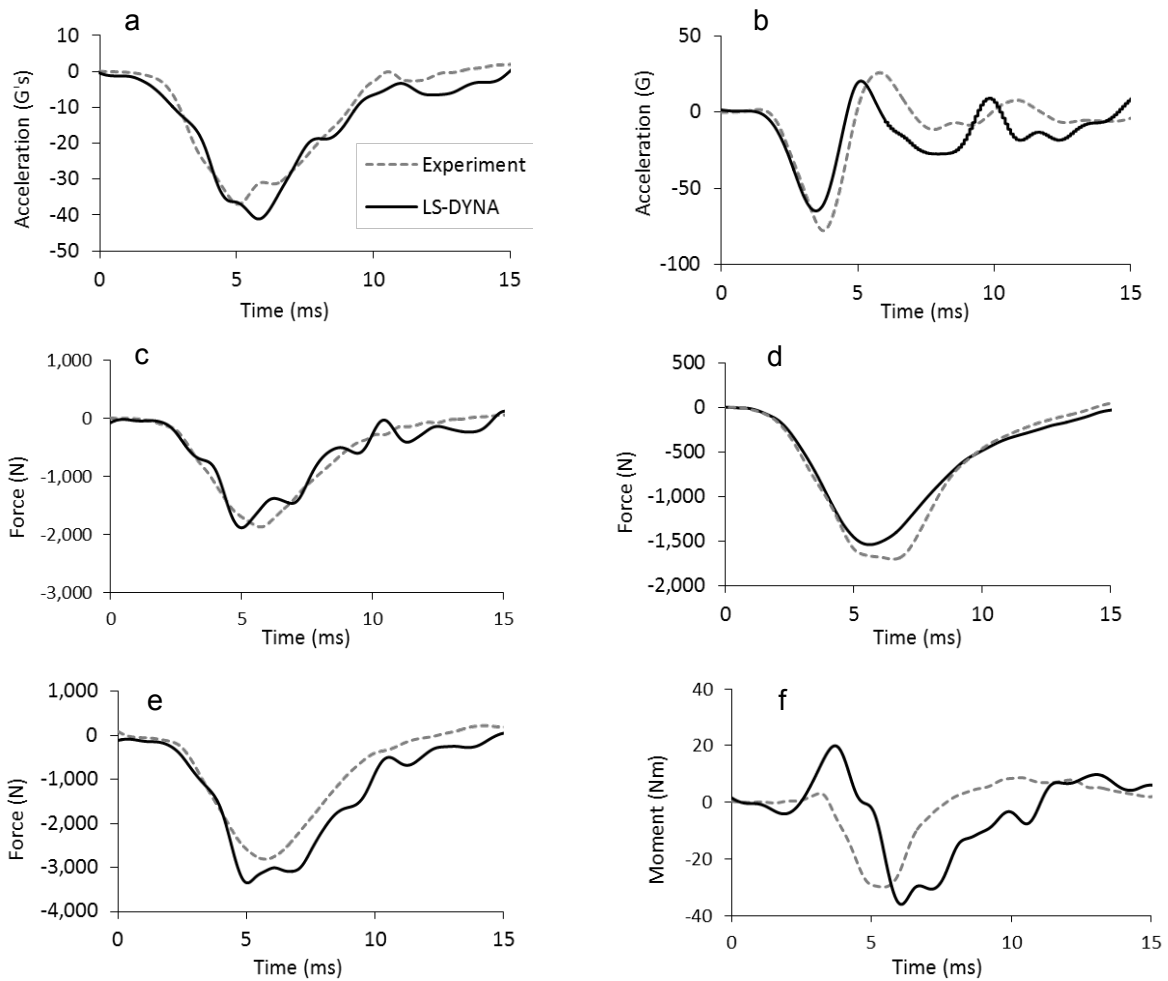 a
10
0
-10
-20
-30
-40
-50
Acceleration (G's)
0 5 10 15
Time (ms)
Experiment
LS-DYNA
b
50
0
-50
-100
Acceleration (G)
0 5 10 15
Time (ms)
c
1,000
0
-1,000
-2,000
-3,000
Force (N)
0 5 10 15
Time (ms)
d
500
0
-500
-1,000
-1,500
-2,000
Force (N)
0 5 10 15
Time (ms)
e
1,000
0
-1,000
-2,000
-3,000
-4,000
Force (N)
0 5 10 15
Time (ms)
f
40
20
0
-20
-40
Moment (Nm)
0 5 10 15
Time (ms)